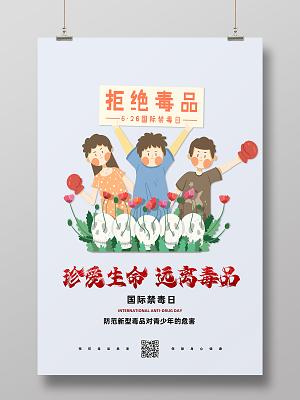 拒绝毒品
6·26国际禁毒日
珍爱生命 远离毒品
国际禁毒日
INTERNATIONAL ANTI-DRUG DAY
防范新型毒品对青少年的危害